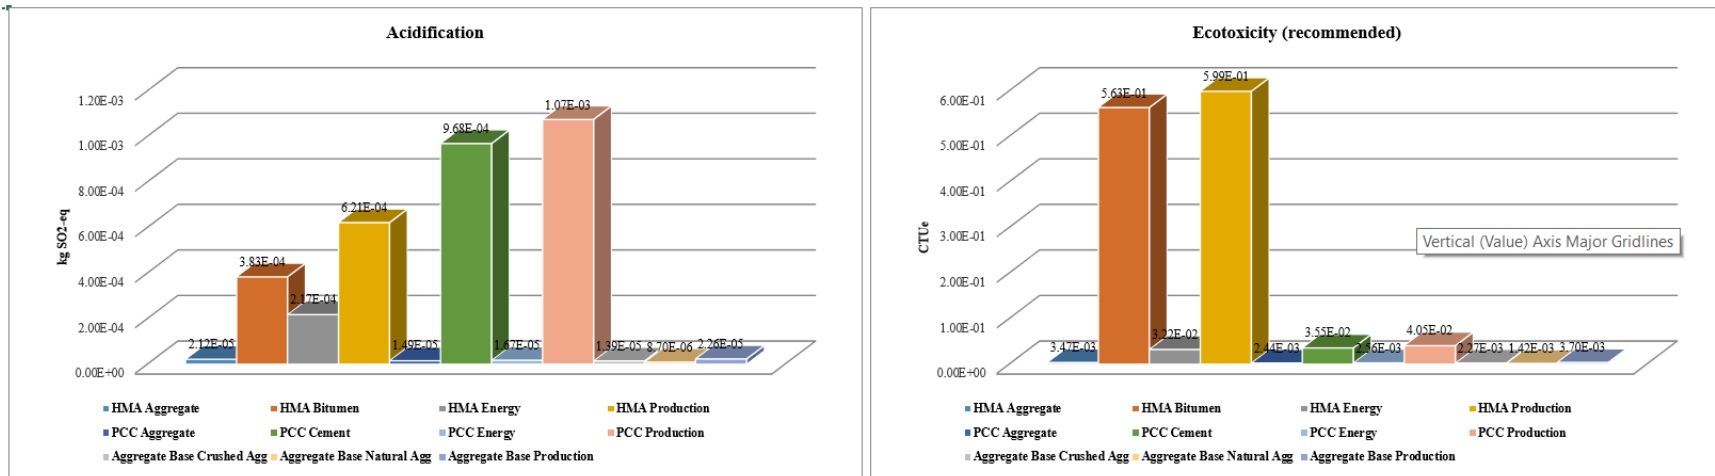 Acidification
1.20E-03
1.00E-03
8.00E-04
6.00E-04
4.00E-04
2.00E-04
0.00E+00
kg SO2-eq
2.12E-05
3.83E-04
2.17E-04
6.21E-04
1.49E-05
9.68E-04
1.67E-05
1.07E-03
1.39E-05
8.70E-06
2.26E-05
HMA Aggregate HMA Bitumen HMA Energy HMA Production
PCC Aggregate PCC Cement PCC Energy PCC Production
Aggregate Base Crushed Agg Aggregate Base Natural Agg Aggregate Base Production
Ecotoxicity (recommended)
6.00E-01
5.00E-01
4.00E-01
3.00E-01
2.00E-01
1.00E-01
0.00E+00
CTUe
3.47E-03
5.63E-01
3.22E-02
5.99E-01
2.44E-03
3.55E-02
2.56E-03
4.05E-02
2.27E-03
1.42E-03
3.70E-03
Vertical (Value) Axis Major Gridlines
HMA Aggregate HMA Bitumen HMA Energy HMA Production
PCC Aggregate PCC Cement PCC Energy PCC Production
Aggregate Base Crushed Agg Aggregate Base Natural Agg Aggregate Base Production